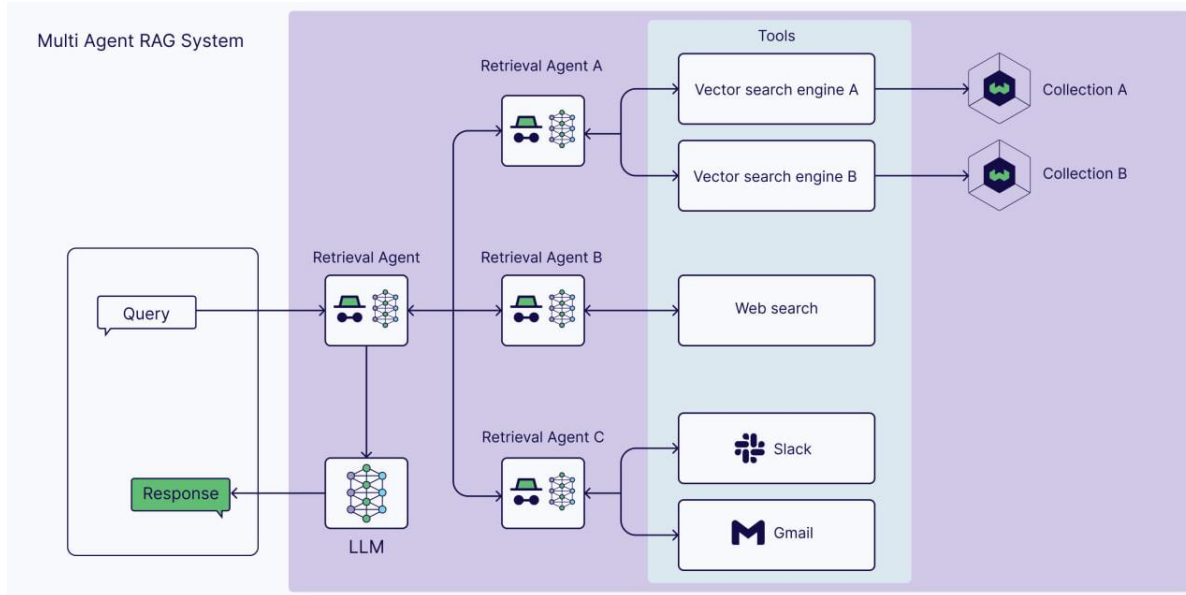 Multi Agent RAG System
Tools
Retrieval Agent A
Vector search engine A
Collection A
Vector search engine B
Collection B
Retrieval Agent
Retrieval Agent B
Query
Web search
Retrieval Agent C
Slack
Response
Gmail
LLM